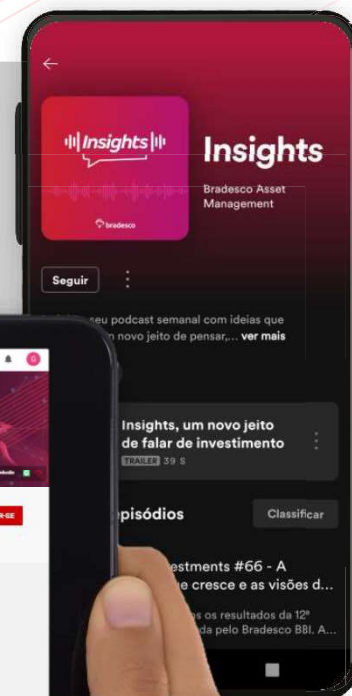 Insights
Insights
Bradesco Asset
Management
bradesco
Seguir
seu podcast semanal com ideias que
novo jeito de pensar,... ver mais
Insights, um novo jeito
de falar de investimento
TRAILER 39 S
episódios
Classificar
estments #66 - A
e cresce e as visões d...
os resultados da 12ª
da pelo Bradesco BBI. A...
G
R-SE